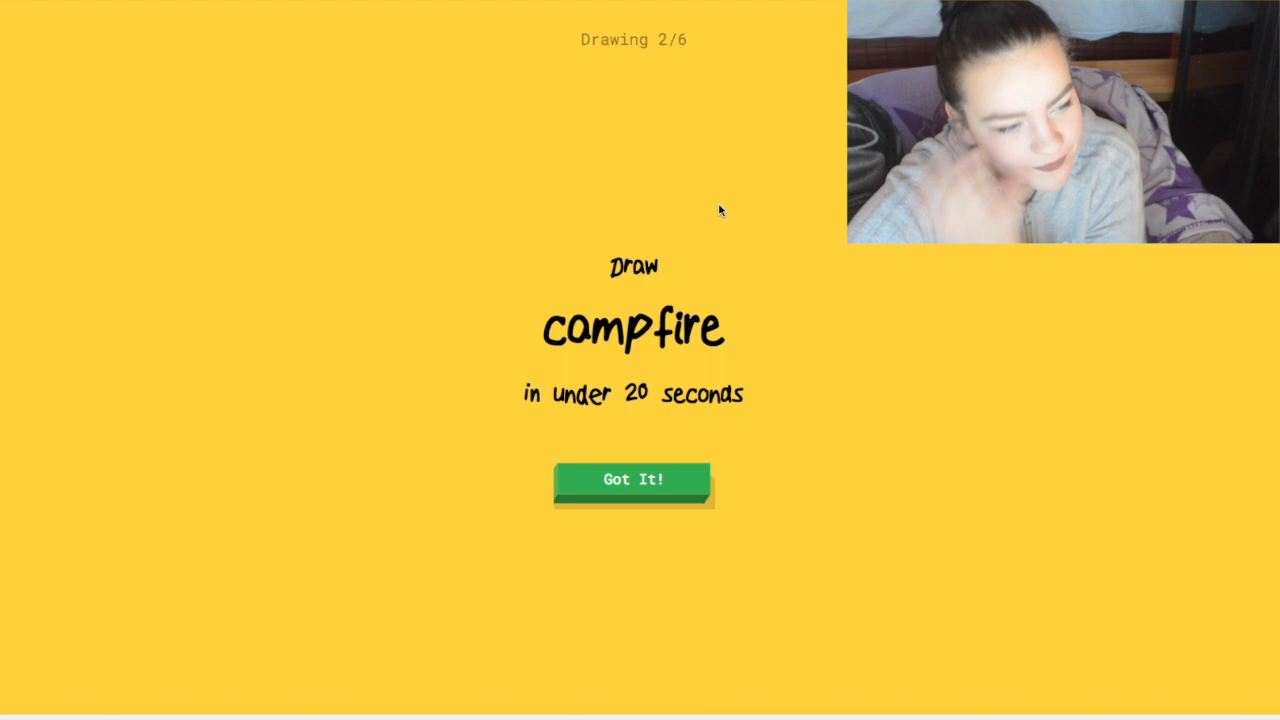 Drawing 2/6
Draw
campfire
in under 20 seconds
Got It!